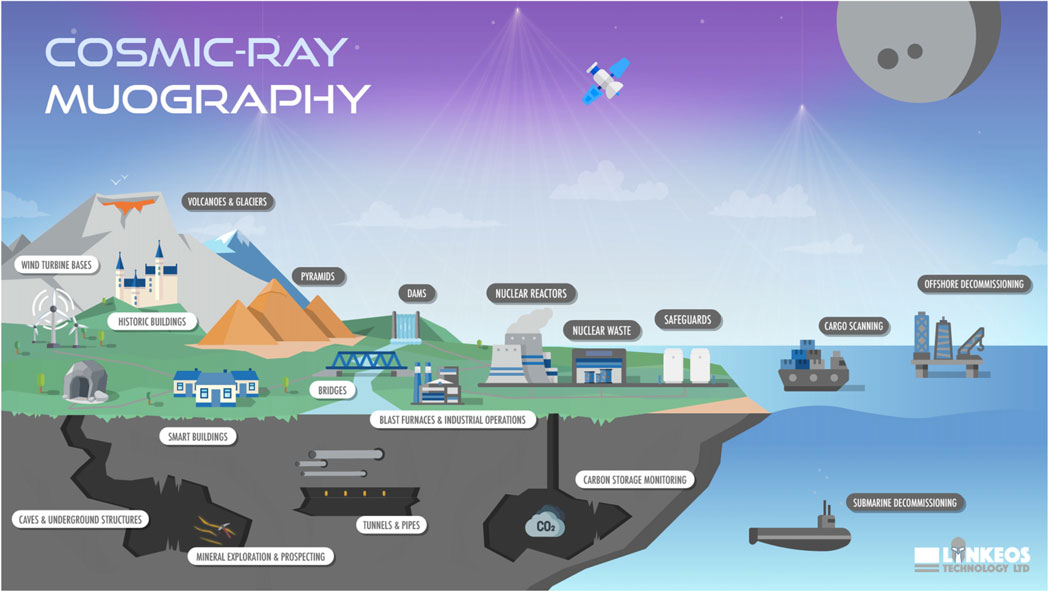 COSMIC-RAY
MUOGRAPHY
VOLCANOES & GLACIERS
WIND TURBINE BASES
PYRAMIDS
DAMS
NUCLEAR REACTORS
OFFSHORE DECOMMISSIONING
HISTORIC BUILDINGS
NUCLEAR WASTE
SAFEGUARDS
CARGO SCANNING
BRIDGES
BLAST FURNACES & INDUSTRIAL OPERATIONS
SMART BUILDINGS
CARBON STORAGE MONITORING
SUBMARINE DECOMMISSIONING
CAVES & UNDERGROUND STRUCTURES
TUNNELS & PIPES
CO₂
MINERAL EXPLORATION & PROSPECTING
LYNKEOS
TECHNOLOGY LTD